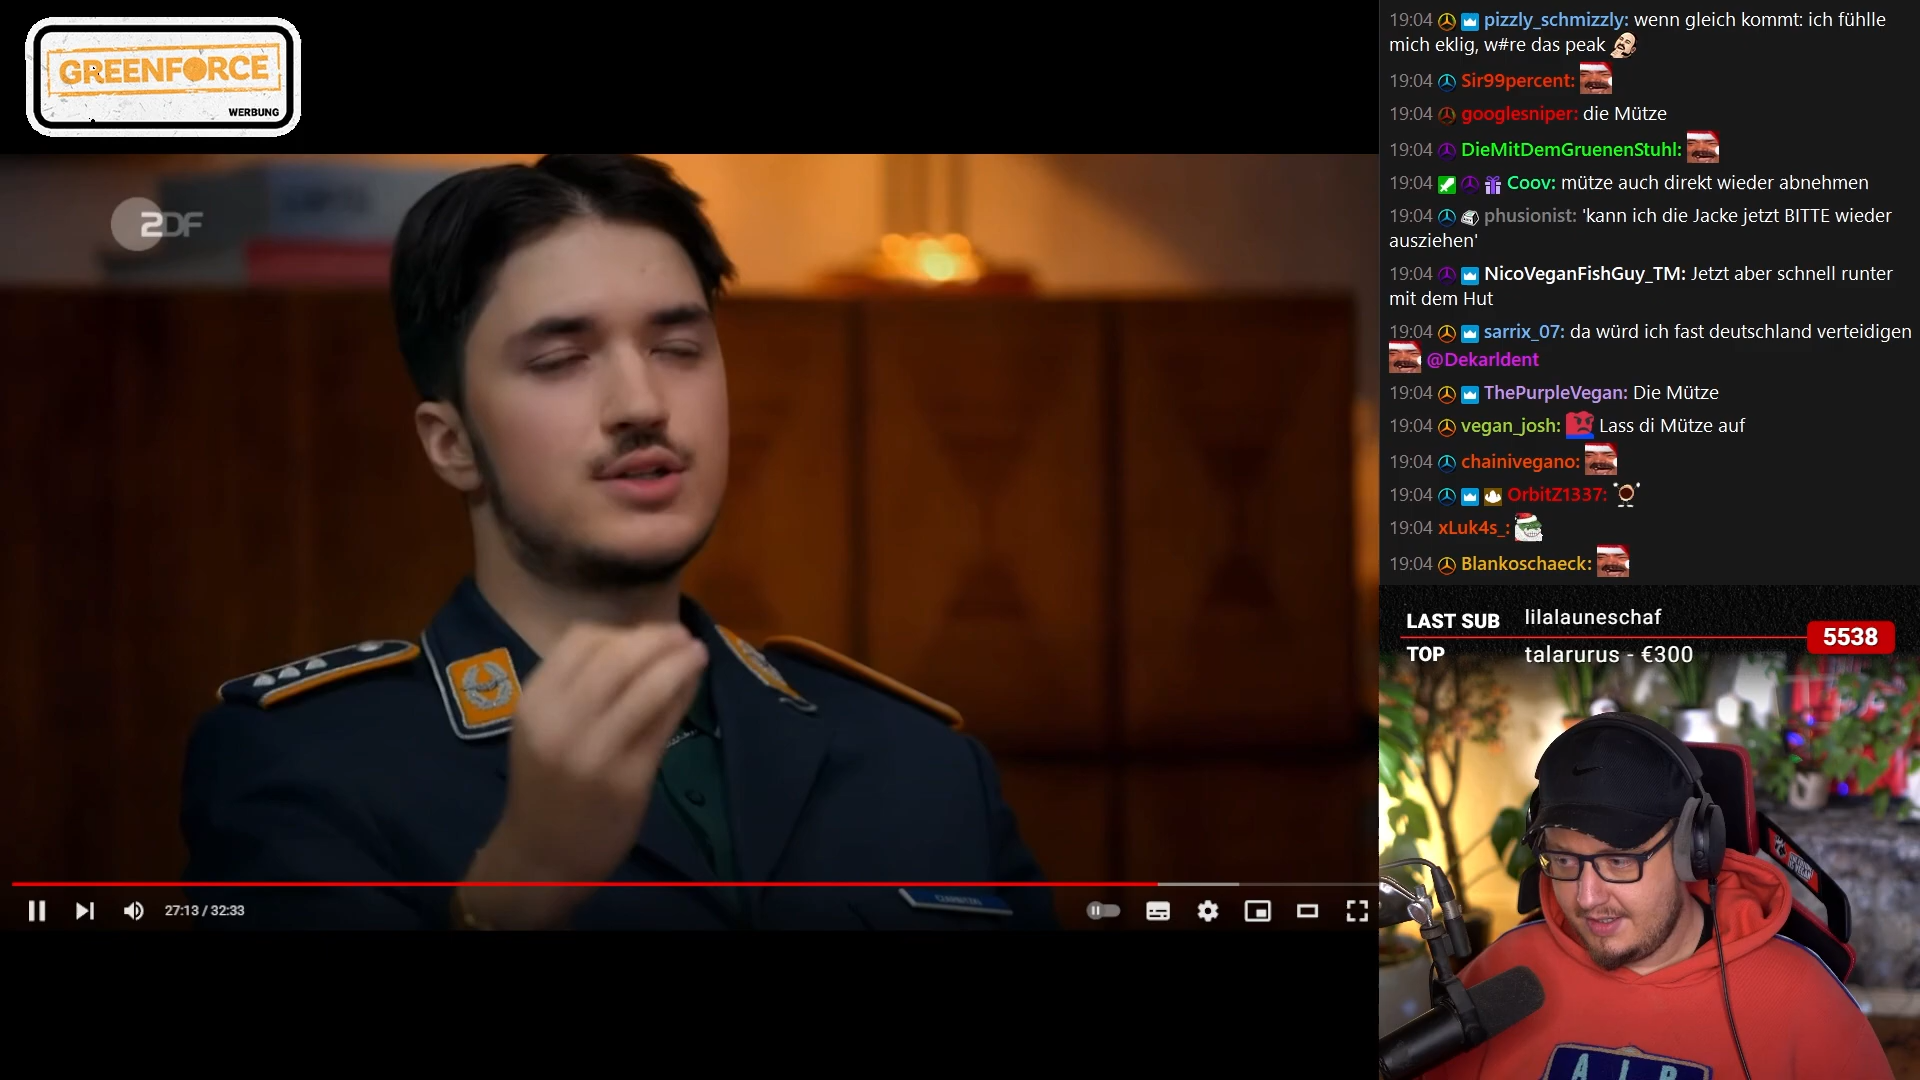 GREENFORCE
WERBUNG
ZDF
27:13 / 32:33
19:04 pizzly_schmizzly: wenn gleich kommt: ich fühlle
mich eklig, w#re das peak
19:04 Sir99percent:
19:04 googlesniper: die Mütze
19:04 DieMitDemGruenenStuhl:
19:04 Coov: mütze auch direkt wieder abnehmen
19:04 phusionist: 'kann ich die Jacke jetzt BITTE wieder
ausziehen'
19:04 NicoVeganFishGuy_TM: Jetzt aber schnell runter
mit dem Hut
19:04 sarrix_07: da würd ich fast deutschland verteidigen
@Dekarldent
19:04 ThePurpleVegan: Die Mütze
19:04 vegan_josh: Lass di Mütze auf
19:04 chainivegano:
19:04 OrbitZ1337:
19:04 xLuk4s_:
19:04 Blankoschaeck:
LAST SUB lilalauneschaf
5538
TOP talarurus - €300